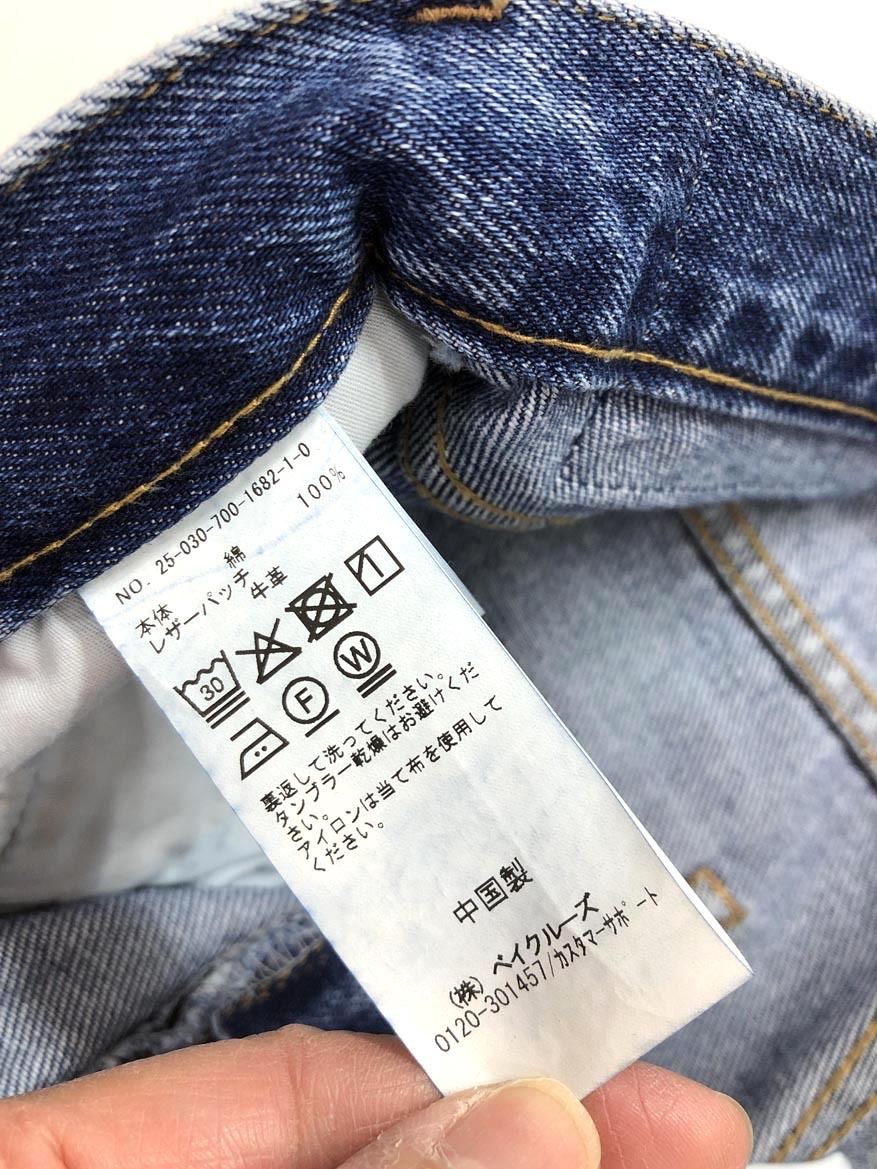 NO. 25-030-700-1682-1-0
本体 綿 100%
レザーパッチ 牛革
30
F W
裏返して洗ってください。
タンブラー乾燥はお避けくだ
さい。
アイロンは当て布を使用して
ください。
中国製
(株) ベイクルーズ
0120-301457/カスタマーサポート